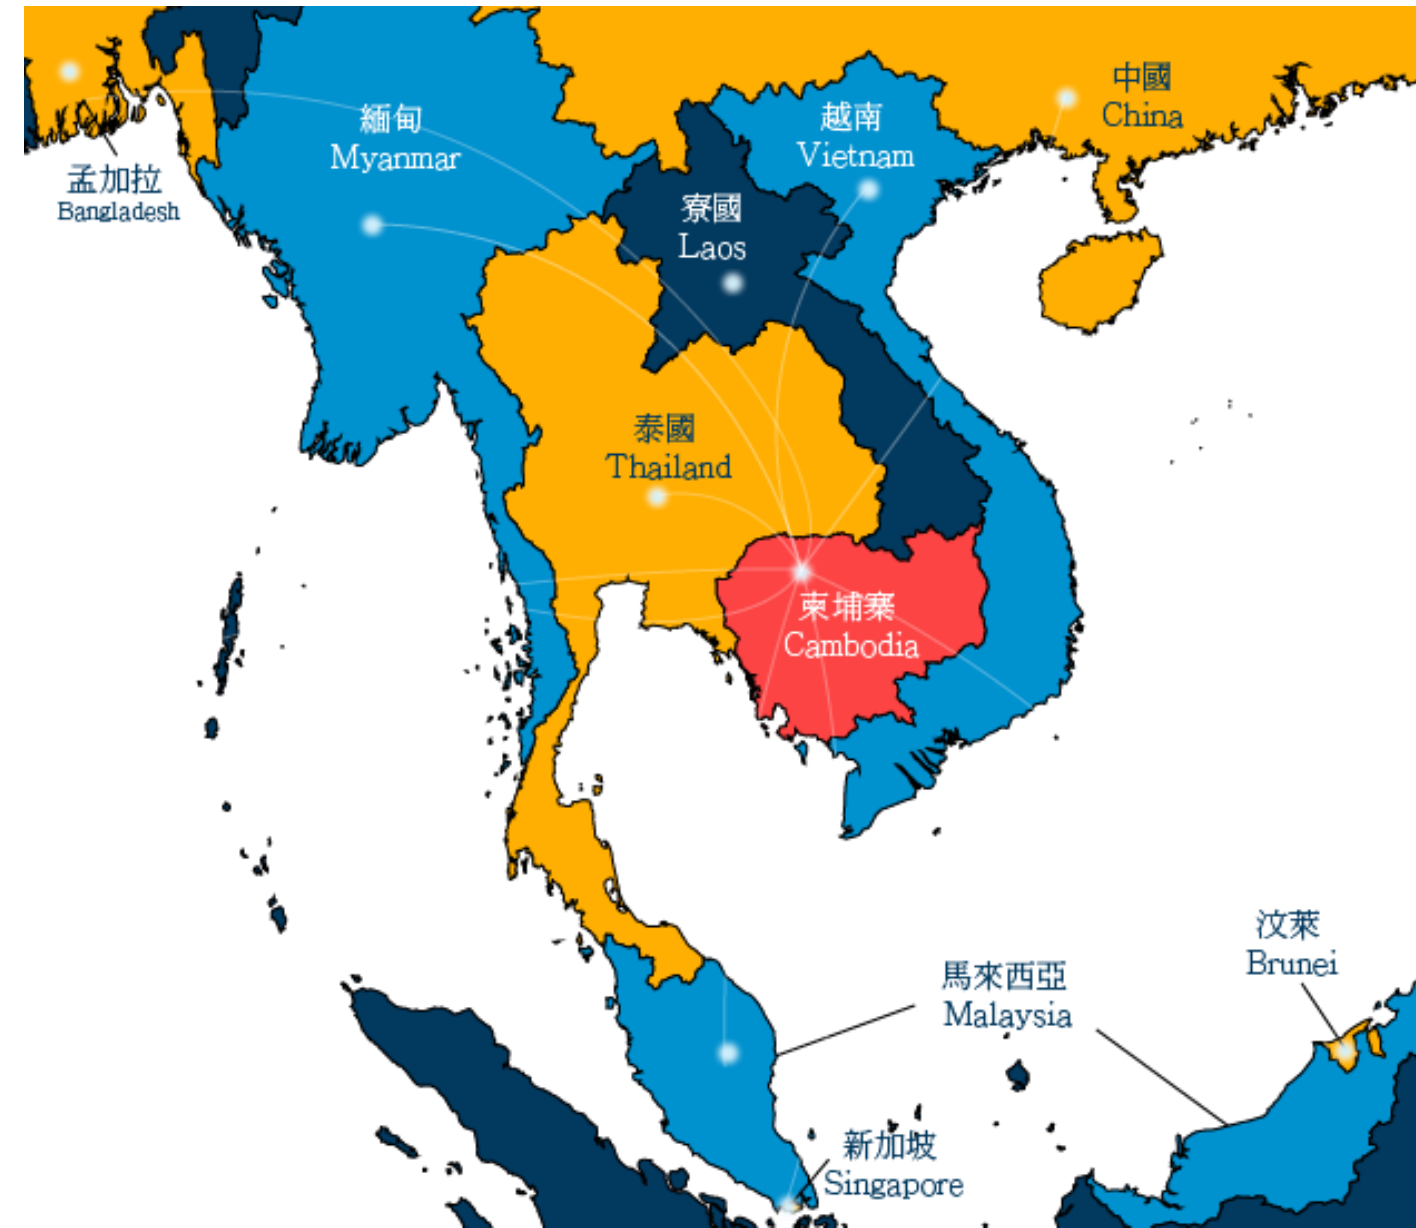 中國
China
越南
Vietnam
緬甸
Myanmar
孟加拉
Bangladesh
寮國
Laos
泰國
Thailand
柬埔寨
Cambodia
汶萊
Brunei
馬來西亞
Malaysia
新加坡
Singapore